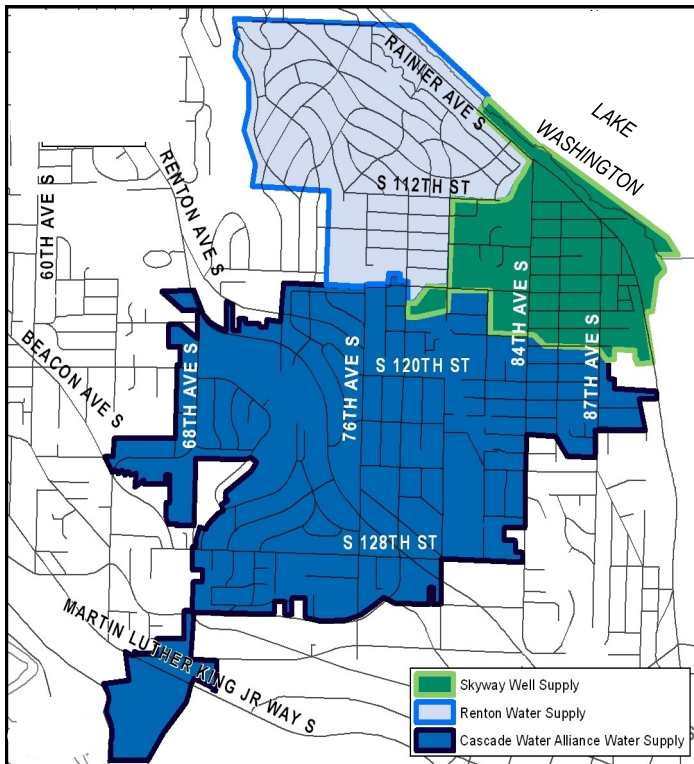 RAINIER AVE S
LAKE
WASHINGTON
RENTON AVE S
S 112TH ST
60TH AVE S
BEACON AVE S
68TH AVE S
76TH AVE S
S 120TH ST
84TH AVE S
87TH AVE S
S 128TH ST
MARTIN LUTHER KING JR WAY S
Skyway Well Supply
Renton Water Supply
Cascade Water Alliance Water Supply